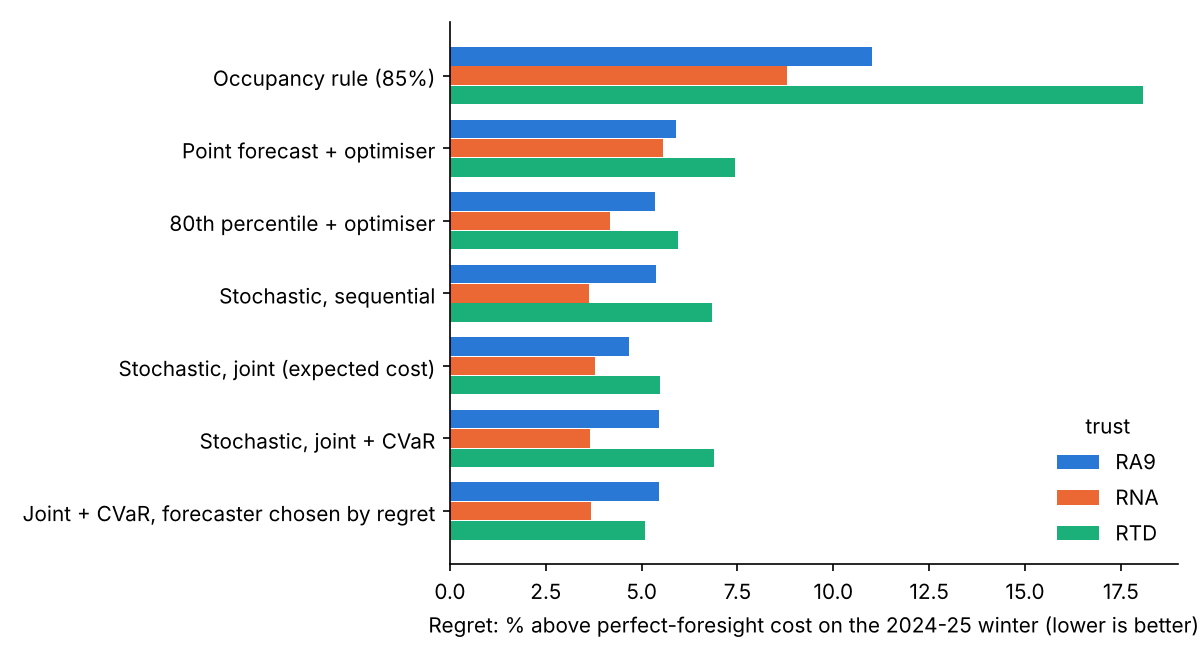 Occupancy rule (85%)
Point forecast + optimiser
80th percentile + optimiser
Stochastic, sequential
Stochastic, joint (expected cost)
Stochastic, joint + CVaR
Joint + CVaR, forecaster chosen by regret
trust
RA9
RNA
RTD
0.0 2.5 5.0 7.5 10.0 12.5 15.0 17.5
Regret: % above perfect-foresight cost on the 2024-25 winter (lower is better)